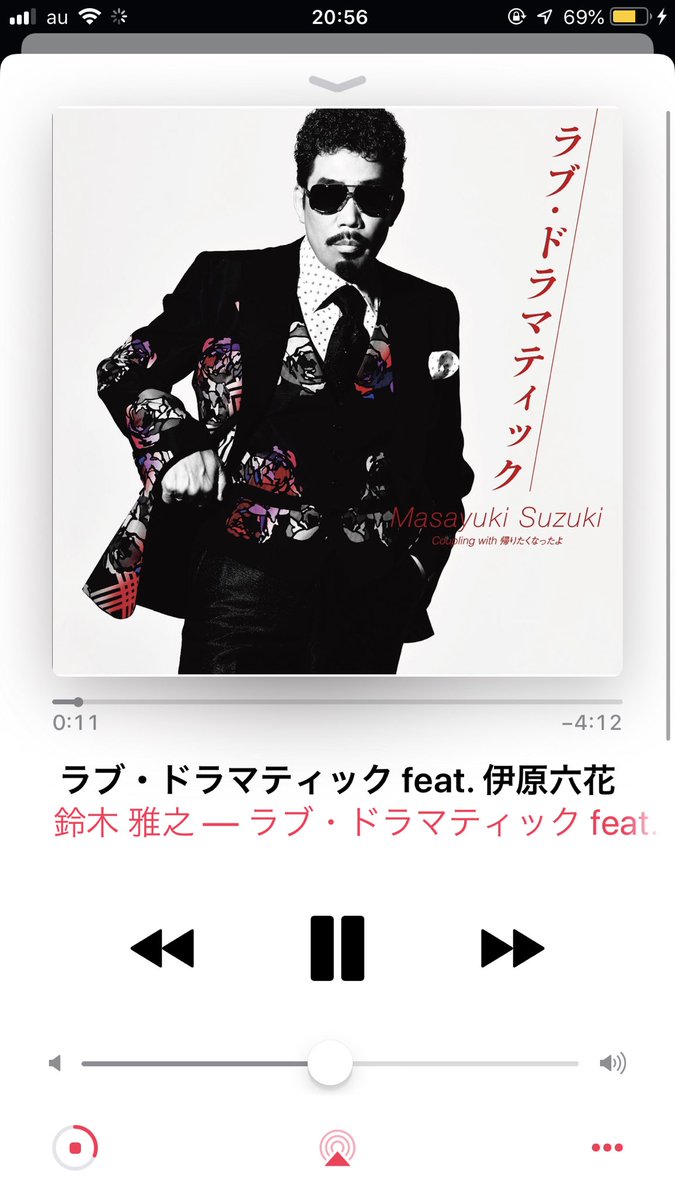 au 20:56 69%
ラブ・ドラマティック
Masayuki Suzuki
Coupling with 帰りたくなったよ
0:11 −4:12
ラブ・ドラマティック feat. 伊原六花
鈴木 雅之 — ラブ・ドラマティック feat.